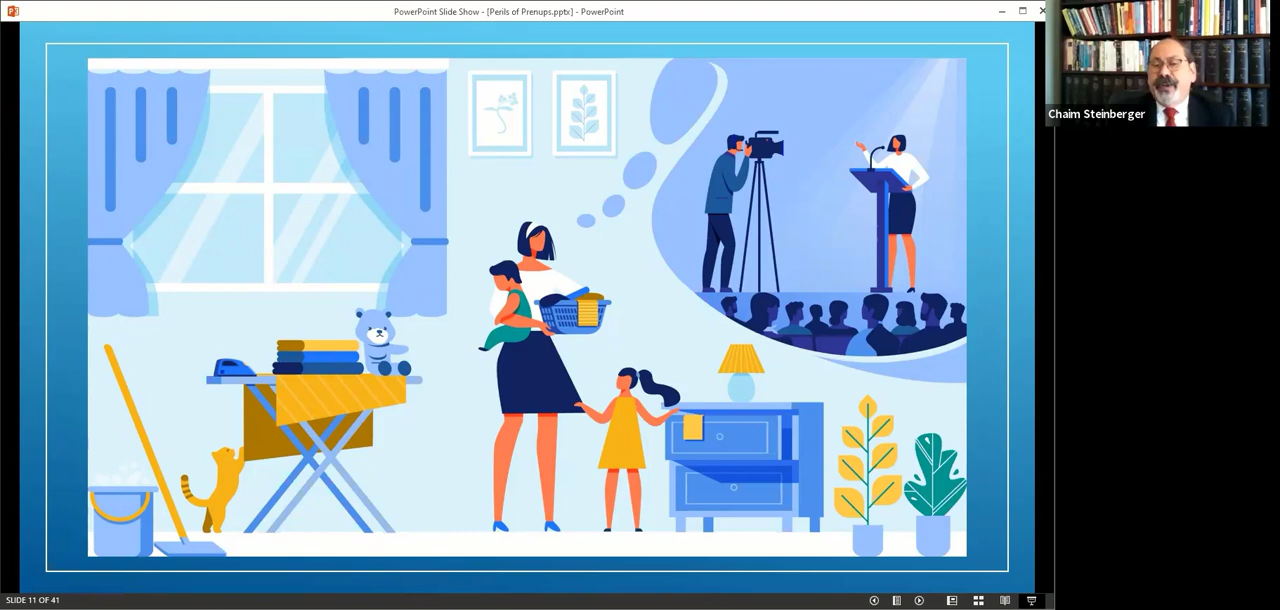 PowerPoint Slide Show - [Perils of Prenups.pptx] - PowerPoint
Chaim Steinberger
SLIDE 11 OF 41